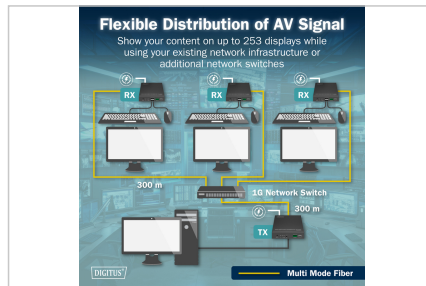 Flexible Distribution of AV Signal
Show your content on up to 253 displays while
using your existing network infrastructure or
additional network switches
RX
RX
RX
300 m
1G Network Switch
300 m
TX
DIGITUS
Multi Mode Fiber